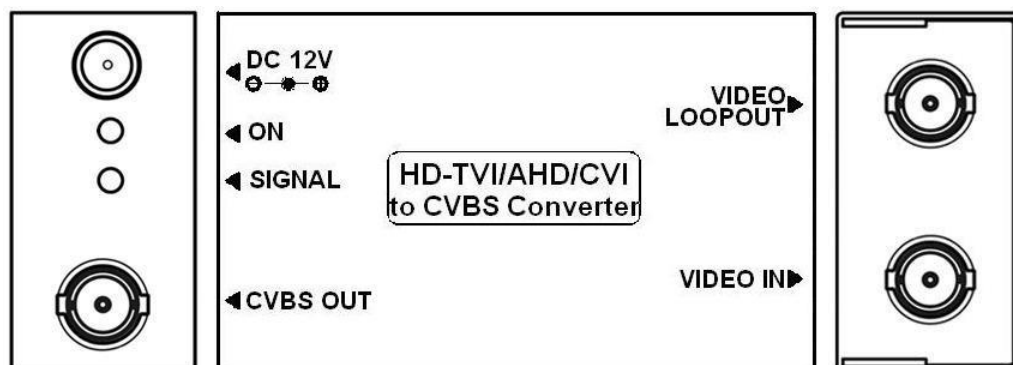 DC 12V
ON
SIGNAL
CVBS OUT
HD-TVI/AHD/CVI
to CVBS Converter
VIDEO
LOOPOUT
VIDEO IN